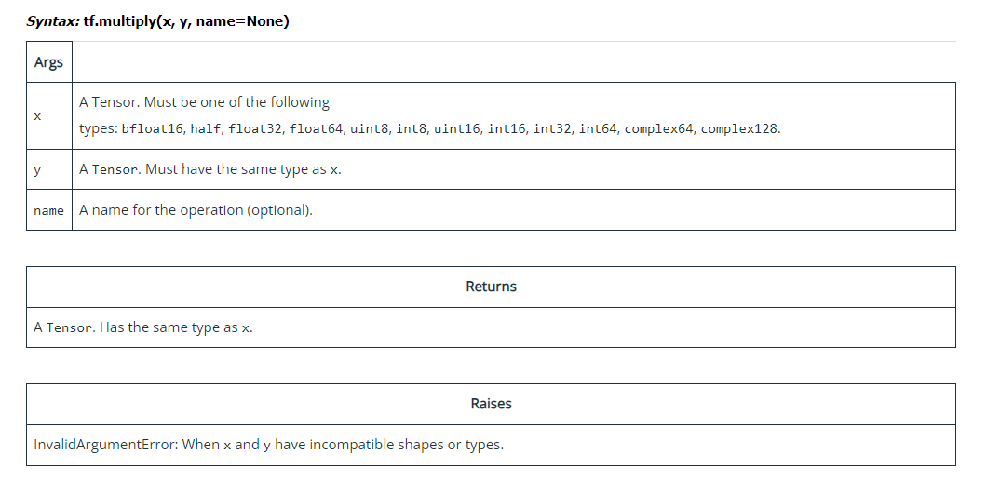 Syntax: tf.multiply(x, y, name=None)
Args
x
A Tensor. Must be one of the following
types: bfloat16, half, float32, float64, uint8, int8, uint16, int16, int32, int64, complex64, complex128.
y
A Tensor. Must have the same type as x.
name
A name for the operation (optional).
Returns
A Tensor. Has the same type as x.
Raises
InvalidArgumentError: When x and y have incompatible shapes or types.